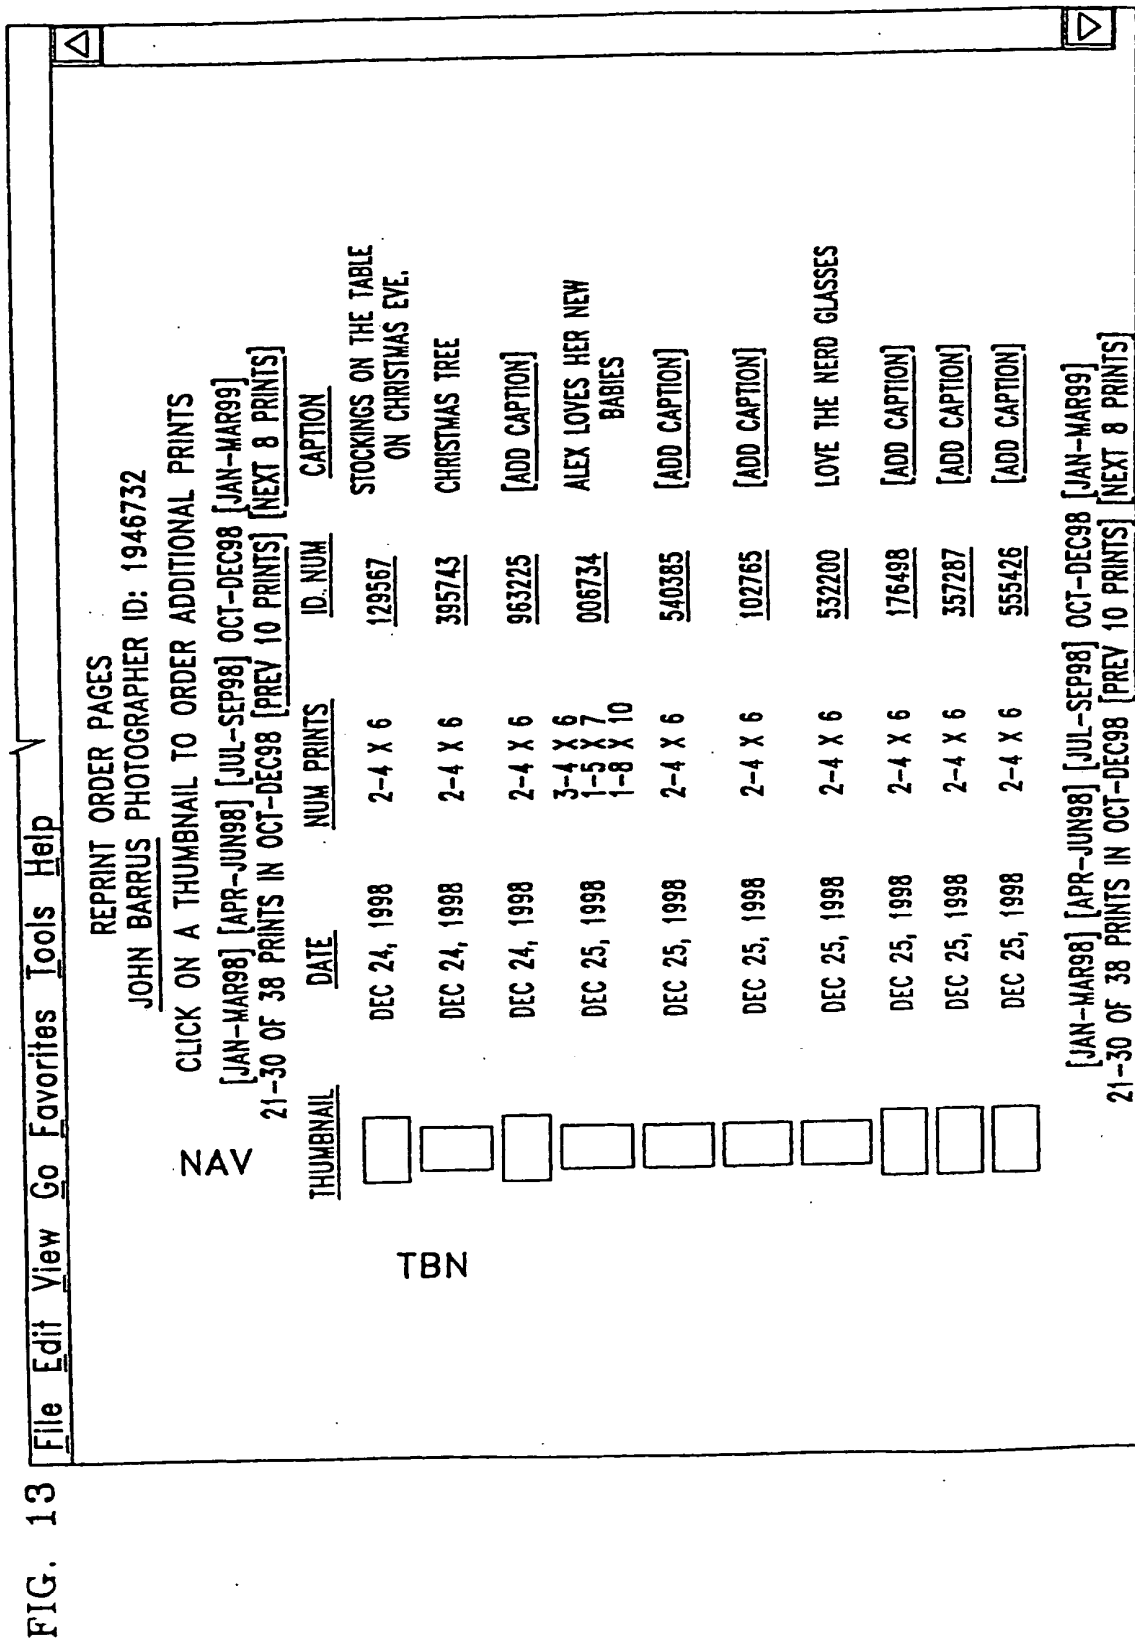 FIG. 13
File Edit View Go Favorites Tools Help
REPRINT ORDER PAGES
JOHN BARRUS PHOTOGRAPHER ID: 1946732
CLICK ON A THUMBNAIL TO ORDER ADDITIONAL PRINTS
NAV
[JAN-MAR98] [APR-JUN98] [JUL-SEP98] OCT-DEC98 [JAN-MAR99]
21-30 OF 38 PRINTS IN OCT-DEC98 [PREV 10 PRINTS] [NEXT 8 PRINTS]
THUMBNAIL DATE NUM PRINTS ID. NUM CAPTION
DEC 24, 1998 2-4 X 6 129567 STOCKINGS ON THE TABLE
ON CHRISTMAS EVE.
TBN
DEC 24, 1998 2-4 X 6 395743 CHRISTMAS TREE
DEC 24, 1998 2-4 X 6 963225 [ADD CAPTION]
3-4 X 6
DEC 25, 1998 1-5 X 7 006734 ALEX LOVES HER NEW
1-8 X 10 BABIES
DEC 25, 1998 2-4 X 6 540385 [ADD CAPTION]
DEC 25, 1998 2-4 X 6 102765 [ADD CAPTION]
DEC 25, 1998 2-4 X 6 532200 LOVE THE NERD GLASSES
DEC 25, 1998 2-4 X 6 176498 [ADD CAPTION]
DEC 25, 1998 2-4 X 6 357287 [ADD CAPTION]
DEC 25, 1998 2-4 X 6 555426 [ADD CAPTION]
[JAN-MAR98] [APR-JUN98] [JUL-SEP98] OCT-DEC98 [JAN-MAR99]
21-30 OF 38 PRINTS IN OCT-DEC98 [PREV 10 PRINTS] [NEXT 8 PRINTS]